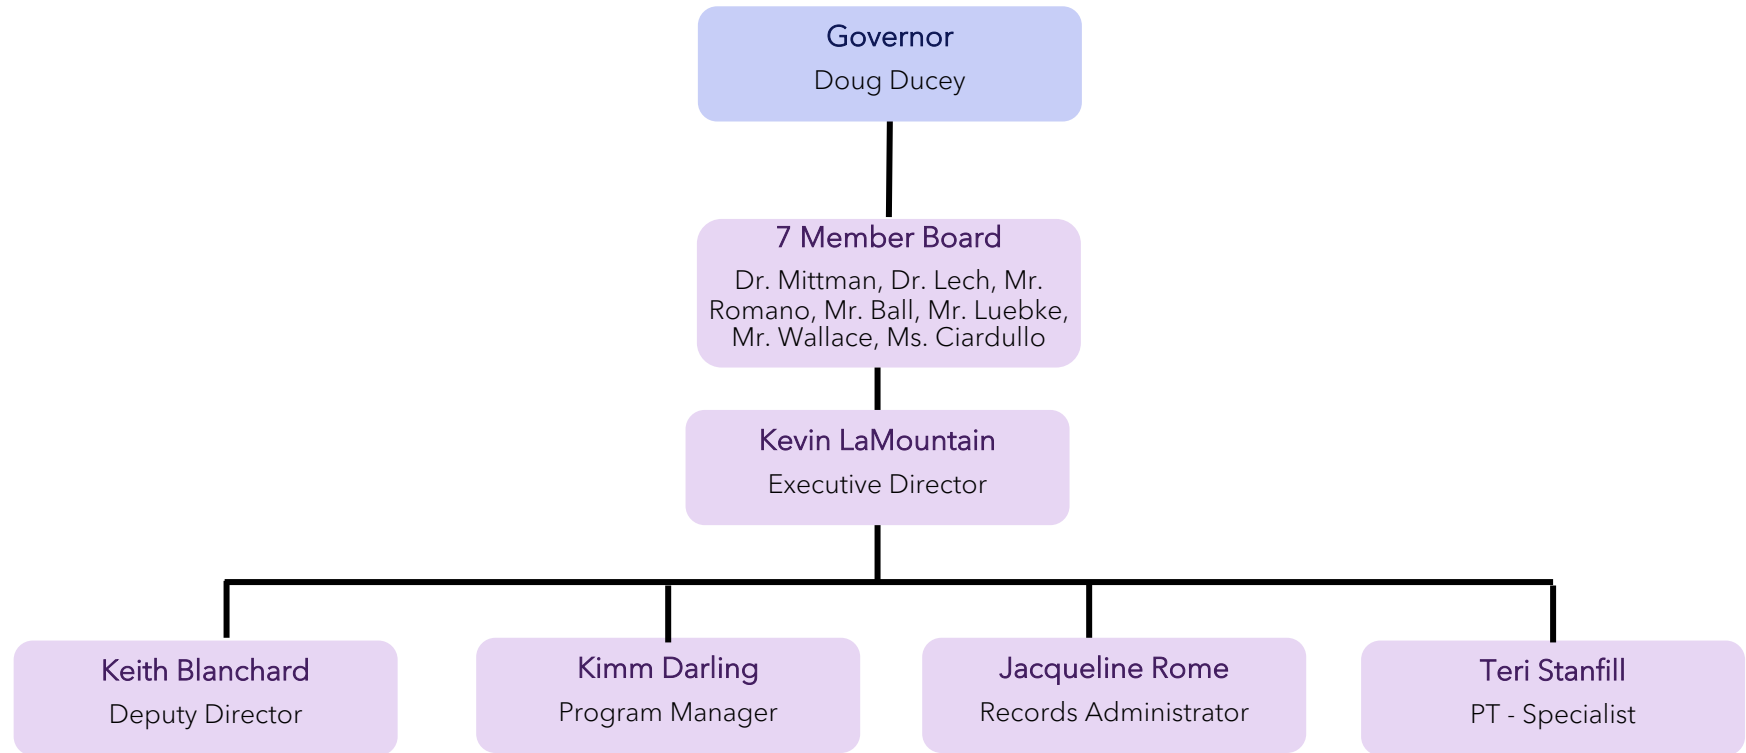 Governor
Doug Ducey
7 Member Board
Dr. Mittman, Dr. Lech, Mr.
Romano, Mr. Ball, Mr. Luebke,
Mr. Wallace, Ms. Ciardullo
Kevin LaMountain
Executive Director
Keith Blanchard
Deputy Director
Kimm Darling
Program Manager
Jacqueline Rome
Records Administrator
Teri Stanfill
PT - Specialist